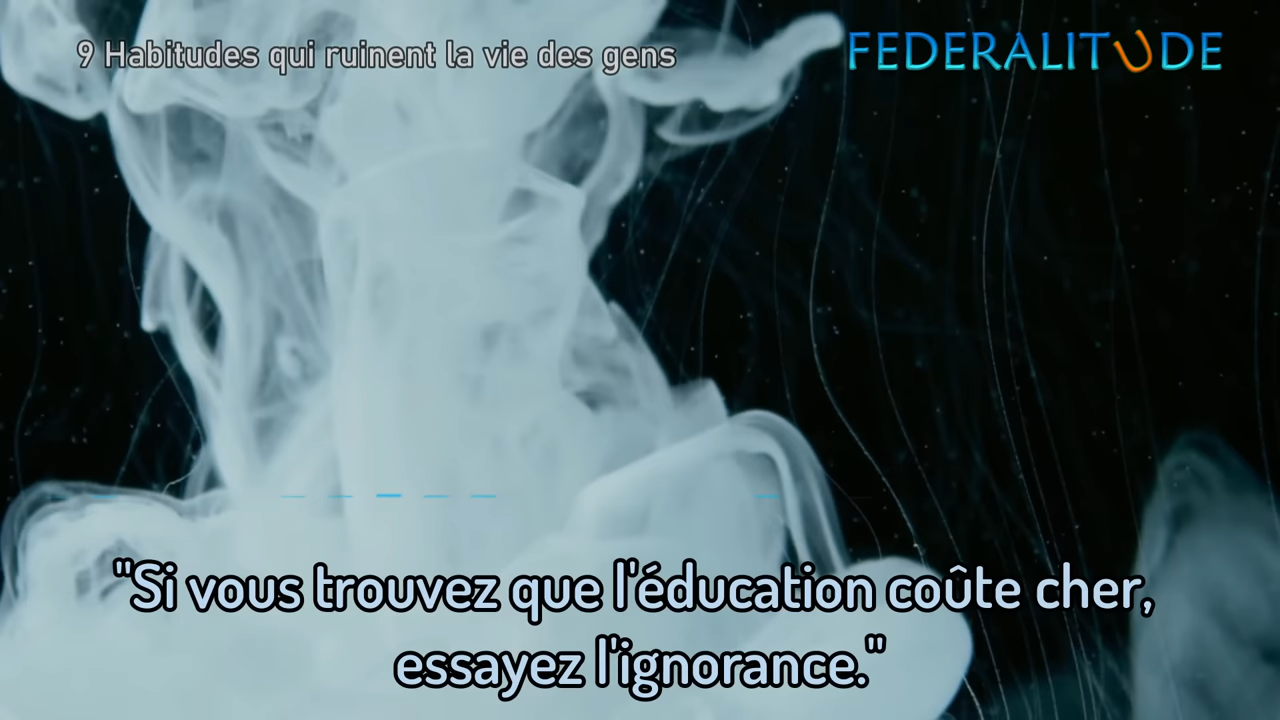 9 Habitudes qui ruinent la vie des gens
FEDERALITUDE
"Si vous trouvez que l'éducation coûte cher,
essayez l'ignorance."